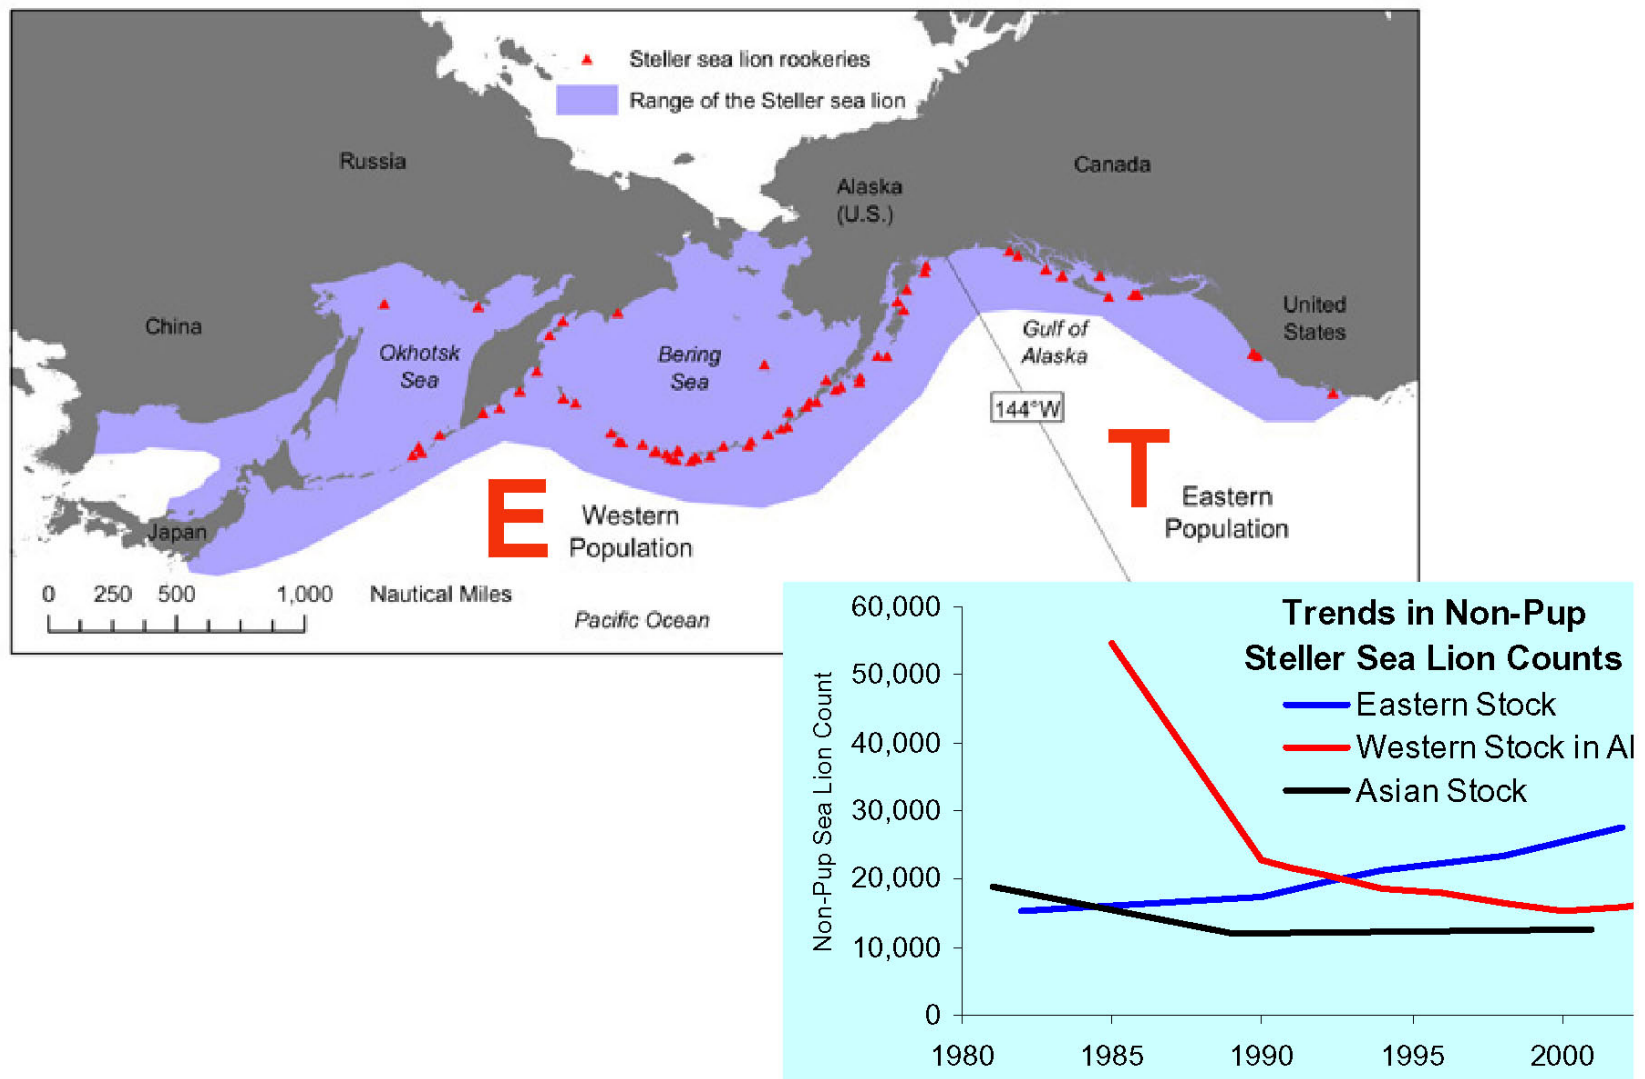 Steller sea lion rookeries
Range of the Steller sea lion
Russia
Alaska
(U.S.)
Canada
China
Okhotsk
Sea
Bering
Sea
Gulf of
Alaska
United
States
144°W
T
E
Eastern
Population
Western
Population
Japan
0 250 500 1,000 Nautical Miles
Pacific Ocean
Trends in Non-Pup
Steller Sea Lion Counts
Eastern Stock
Western Stock in Al
Asian Stock
Non-Pup Sea Lion Count
60,000
50,000
40,000
30,000
20,000
10,000
0
1980 1985 1990 1995 2000